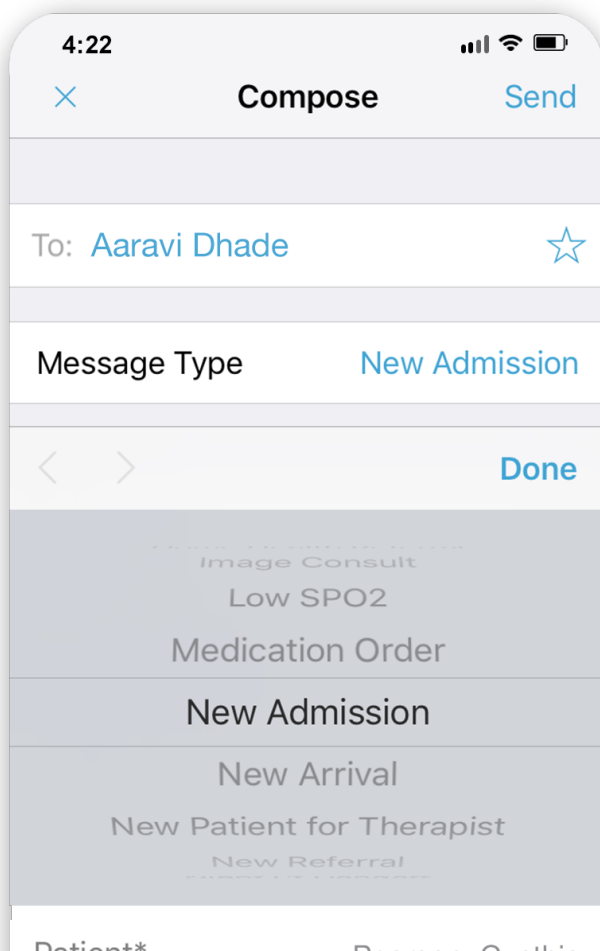 4:22
Compose
Send
To: Aaravi Dhade
Message Type
New Admission
Done
Image Consult
Low SPO2
Medication Order
New Admission
New Arrival
New Patient for Therapist
New Referral
Patient*